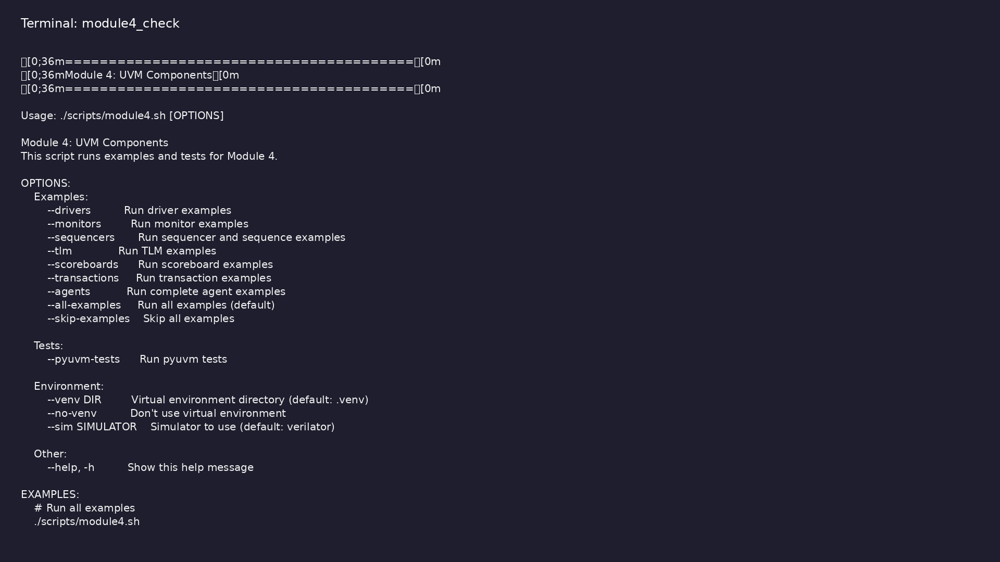 Terminal: module4_check
▯[0;36m========================================▯[0m
▯[0;36mModule 4: UVM Components▯[0m
▯[0;36m========================================▯[0m
Usage: ./scripts/module4.sh [OPTIONS]
Module 4: UVM Components
This script runs examples and tests for Module 4.
OPTIONS:
    Examples:
        --drivers          Run driver examples
        --monitors         Run monitor examples
        --sequencers       Run sequencer and sequence examples
        --tlm              Run TLM examples
        --scoreboards      Run scoreboard examples
        --transactions     Run transaction examples
        --agents           Run complete agent examples
        --all-examples     Run all examples (default)
        --skip-examples    Skip all examples
    Tests:
        --pyuvm-tests      Run pyuvm tests
    Environment:
        --venv DIR         Virtual environment directory (default: .venv)
        --no-venv          Don't use virtual environment
        --sim SIMULATOR    Simulator to use (default: verilator)
    Other:
        --help, -h          Show this help message
EXAMPLES:
    # Run all examples
    ./scripts/module4.sh